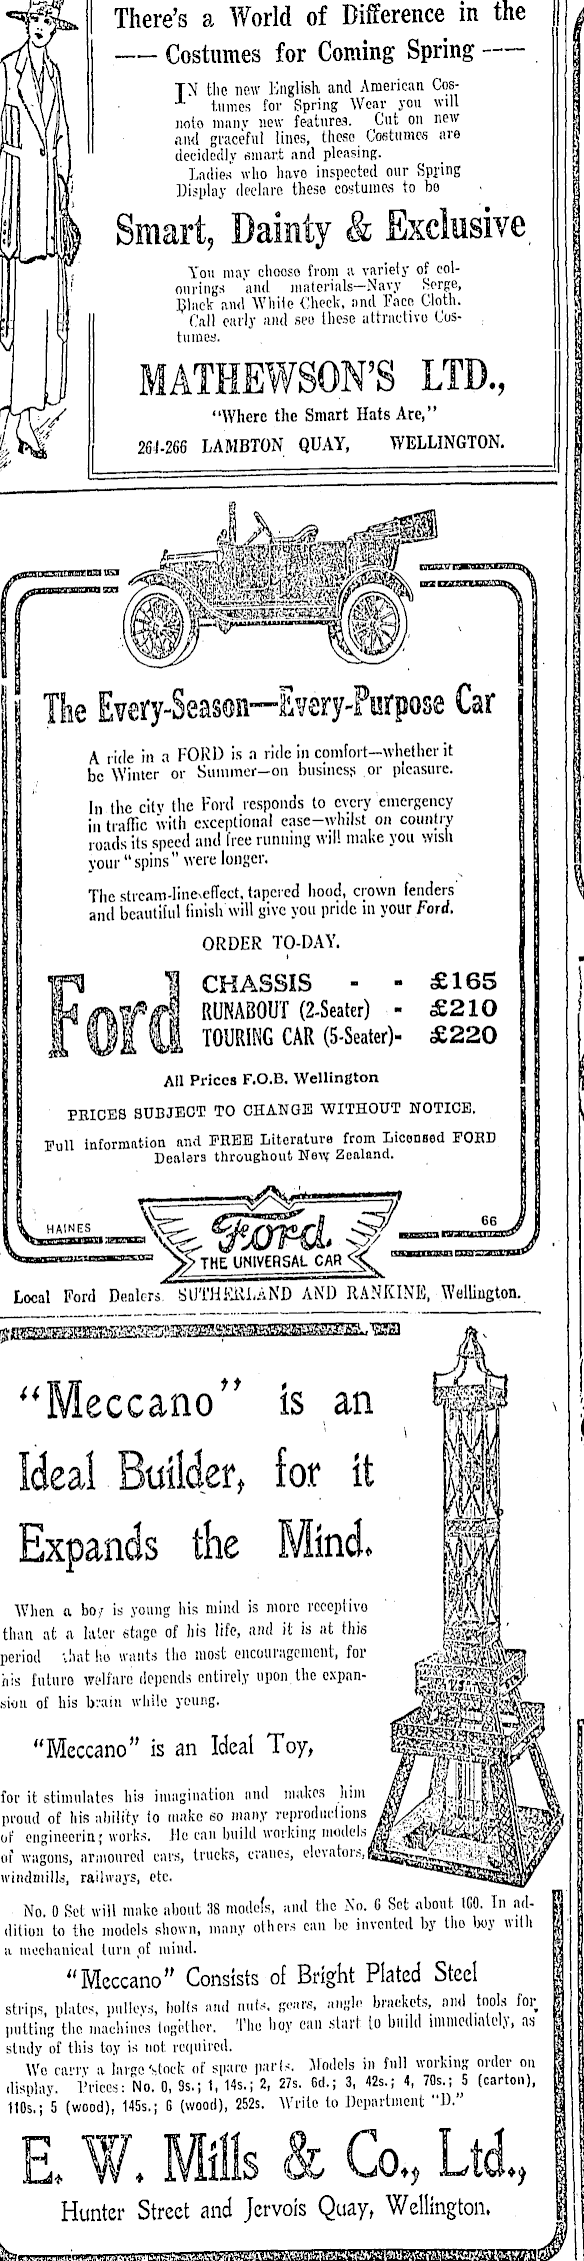 There's a World of Difference in the
—— Costumes for Coming Spring ——
IN the new English and American Cos-
tumes for Spring Wear you will
note many new features. Cut on new
and graceful lines, these Costumes are
decidedly smart and pleasing.
Ladies who have inspected our Spring
Display declare these costumes to be
Smart, Dainty & Exclusive
You may choose from a variety of col-
ourings and materials—Navy Serge,
Black and White Check, and Face Cloth.
Call early and see these attractive Cos-
tumes.
MATHEWSON'S LTD.,
"Where the Smart Hats Are,"
264-266 LAMBTON QUAY, WELLINGTON.
The Every-Season—Every-Purpose Car
A ride in a FORD is a ride in comfort—whether it
be Winter or Summer—on business or pleasure.
In the city the Ford responds to every emergency
in traffic with exceptional ease—whilst on country
roads its speed and free running will make you wish
your "spins" were longer.
The stream-line effect, tapered hood, crown fenders
and beautiful finish will give you pride in your Ford.
ORDER TO-DAY.
Ford
CHASSIS - - £165
RUNABOUT (2-Seater) - £210
TOURING CAR (5-Seater)- £220
All Prices F.O.B. Wellington
PRICES SUBJECT TO CHANGE WITHOUT NOTICE.
Full information and FREE Literature from Licensed FORD
Dealers throughout New Zealand.
HAINES
66
Ford.
THE UNIVERSAL CAR
Local Ford Dealers. SUTHERLAND AND RANKINE, Wellington.
"Meccano" is an
Ideal Builder, for it
Expands the Mind.
When a boy is young his mind is more receptive
than at a later stage of his life, and it is at this
period that he wants the most encouragement, for
his future welfare depends entirely upon the expan-
sion of his brain while young.
"Meccano" is an Ideal Toy,
for it stimulates his imagination and makes him
proud of his ability to make so many reproductions
of engineering works. He can build working models
of wagons, armoured cars, trucks, cranes, elevators,
windmills, railways, etc.
No. 0 Set will make about 38 models, and the No. 6 Set about 160. In ad-
dition to the models shown, many others can be invented by the boy with
a mechanical turn of mind.
"Meccano" Consists of Bright Plated Steel
strips, plates, pulleys, bolts and nuts, gears, angle brackets, and tools for
putting the machines together. The boy can start to build immediately, as
study of this toy is not required.
We carry a large stock of spare parts. Models in full working order on
display. Prices: No. 0, 9s.; 1, 14s.; 2, 27s. 6d.; 3, 42s.; 4, 70s.; 5 (carton),
110s.; 5 (wood), 145s.; 6 (wood), 252s. Write to Department "D."
E. W. Mills & Co., Ltd.,
Hunter Street and Jervois Quay, Wellington.